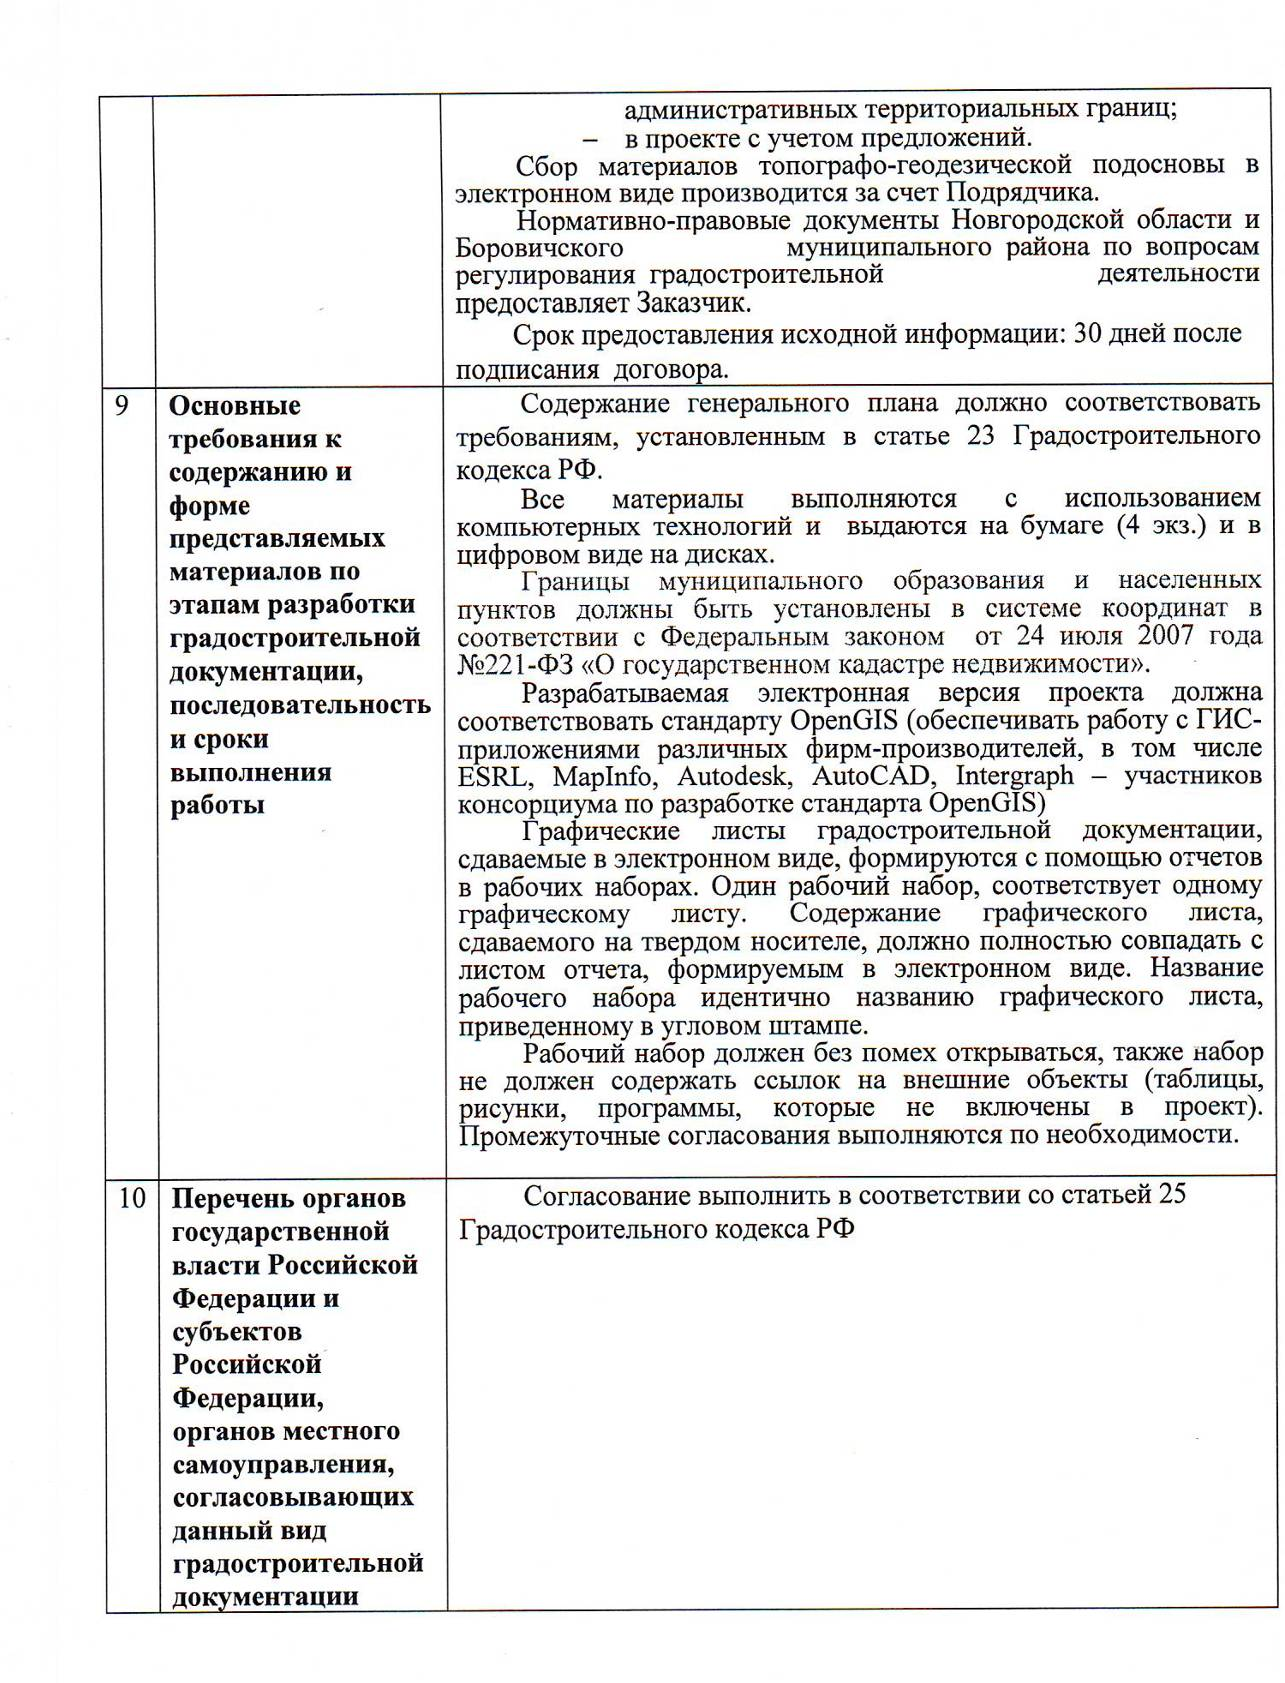 административных территориальных границ;
– в проекте с учетом предложений.
Сбор материалов топографо-геодезической подосновы в
электронном виде производится за счет Подрядчика.
Нормативно-правовые документы Новгородской области и
Боровичского муниципального района по вопросам
регулирования градостроительной деятельности
предоставляет Заказчик.
Срок предоставления исходной информации: 30 дней после
подписания договора.
9
Основные
требования к
содержанию и
форме
представляемых
материалов по
этапам разработки
градостроительной
документации,
последовательность
и сроки
выполнения
работы
Содержание генерального плана должно соответствовать
требованиям, установленным в статье 23 Градостроительного
кодекса РФ.
Все материалы выполняются с использованием
компьютерных технологий и выдаются на бумаге (4 экз.) и в
цифровом виде на дисках.
Границы муниципального образования и населенных
пунктов должны быть установлены в системе координат в
соответствии с Федеральным законом от 24 июля 2007 года
№221-ФЗ «О государственном кадастре недвижимости».
Разрабатываемая электронная версия проекта должна
соответствовать стандарту OpenGIS (обеспечивать работу с ГИС-
приложениями различных фирм-производителей, в том числе
ESRL, MapInfo, Autodesk, AutoCAD, Intergraph – участников
консорциума по разработке стандарта OpenGIS)
Графические листы градостроительной документации,
сдаваемые в электронном виде, формируются с помощью отчетов
в рабочих наборах. Один рабочий набор, соответствует одному
графическому листу. Содержание графического листа,
сдаваемого на твердом носителе, должно полностью совпадать с
листом отчета, формируемым в электронном виде. Название
рабочего набора идентично названию графического листа,
приведенному в угловом штампе.
Рабочий набор должен без помех открываться, также набор
не должен содержать ссылок на внешние объекты (таблицы,
рисунки, программы, которые не включены в проект).
Промежуточные согласования выполняются по необходимости.
10
Перечень органов
государственной
власти Российской
Федерации и
субъектов
Российской
Федерации,
органов местного
самоуправления,
согласовывающих
данный вид
градостроительной
документации
Согласование выполнить в соответствии со статьей 25
Градостроительного кодекса РФ